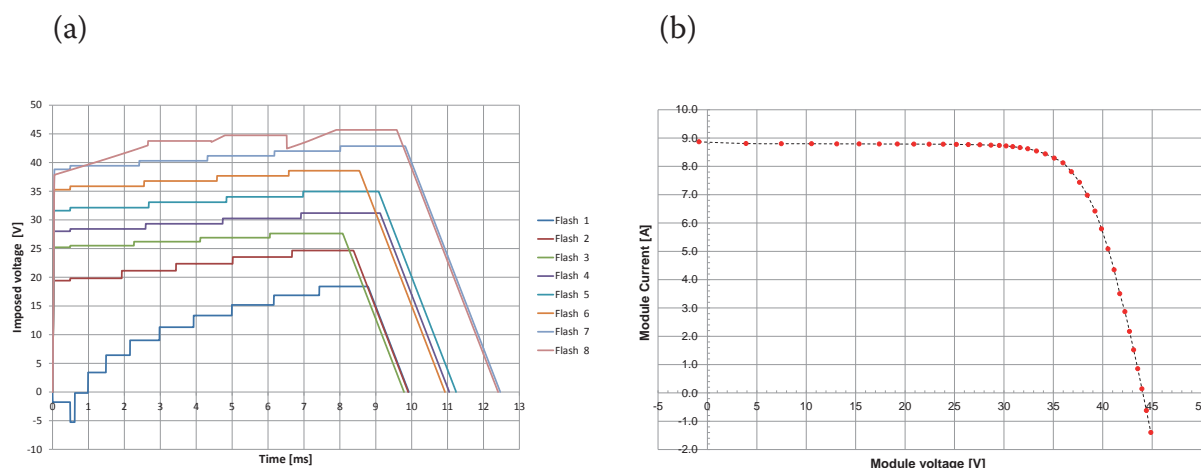 (a)
(b)
50
45
40
35
30
25
20
15
10
5
0
-5
-10
0 1 2 3 4 5 6 7 8 9 10 11 12 13
Imposed voltage [V]
Time [ms]
Flash 1
Flash 2
Flash 3
Flash 4
Flash 5
Flash 6
Flash 7
Flash 8
10.0
9.0
8.0
7.0
6.0
5.0
4.0
3.0
2.0
1.0
0.0
-1.0
-2.0
-5 0 5 10 15 20 25 30 35 40 45 50
Module Current [A]
Module voltage [V]